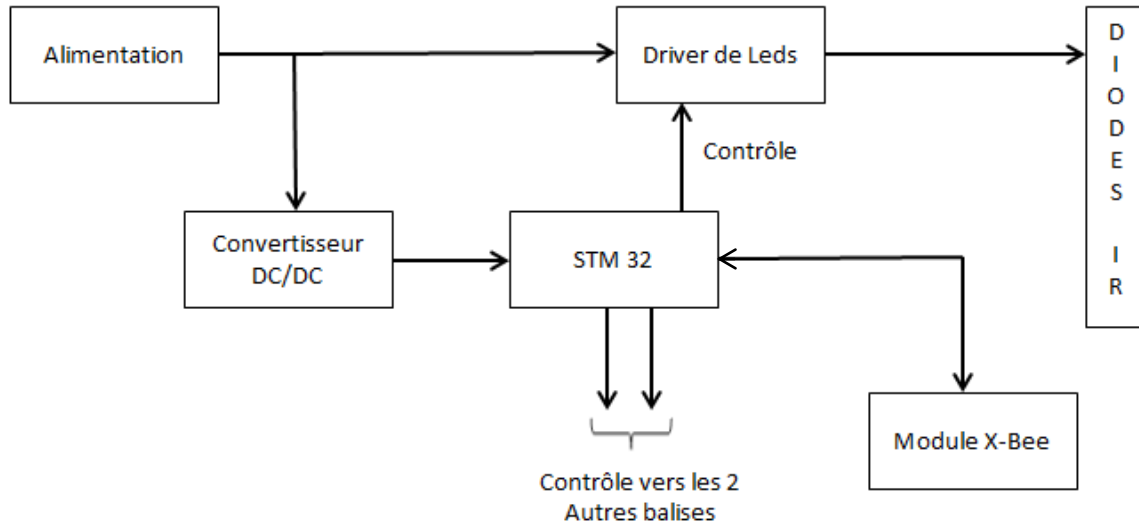 Alimentation
Driver de Leds
D
I
O
D
E
S
I
R
Contrôle
Convertisseur
DC/DC
STM 32
Module X-Bee
Contrôle vers les 2
Autres balises